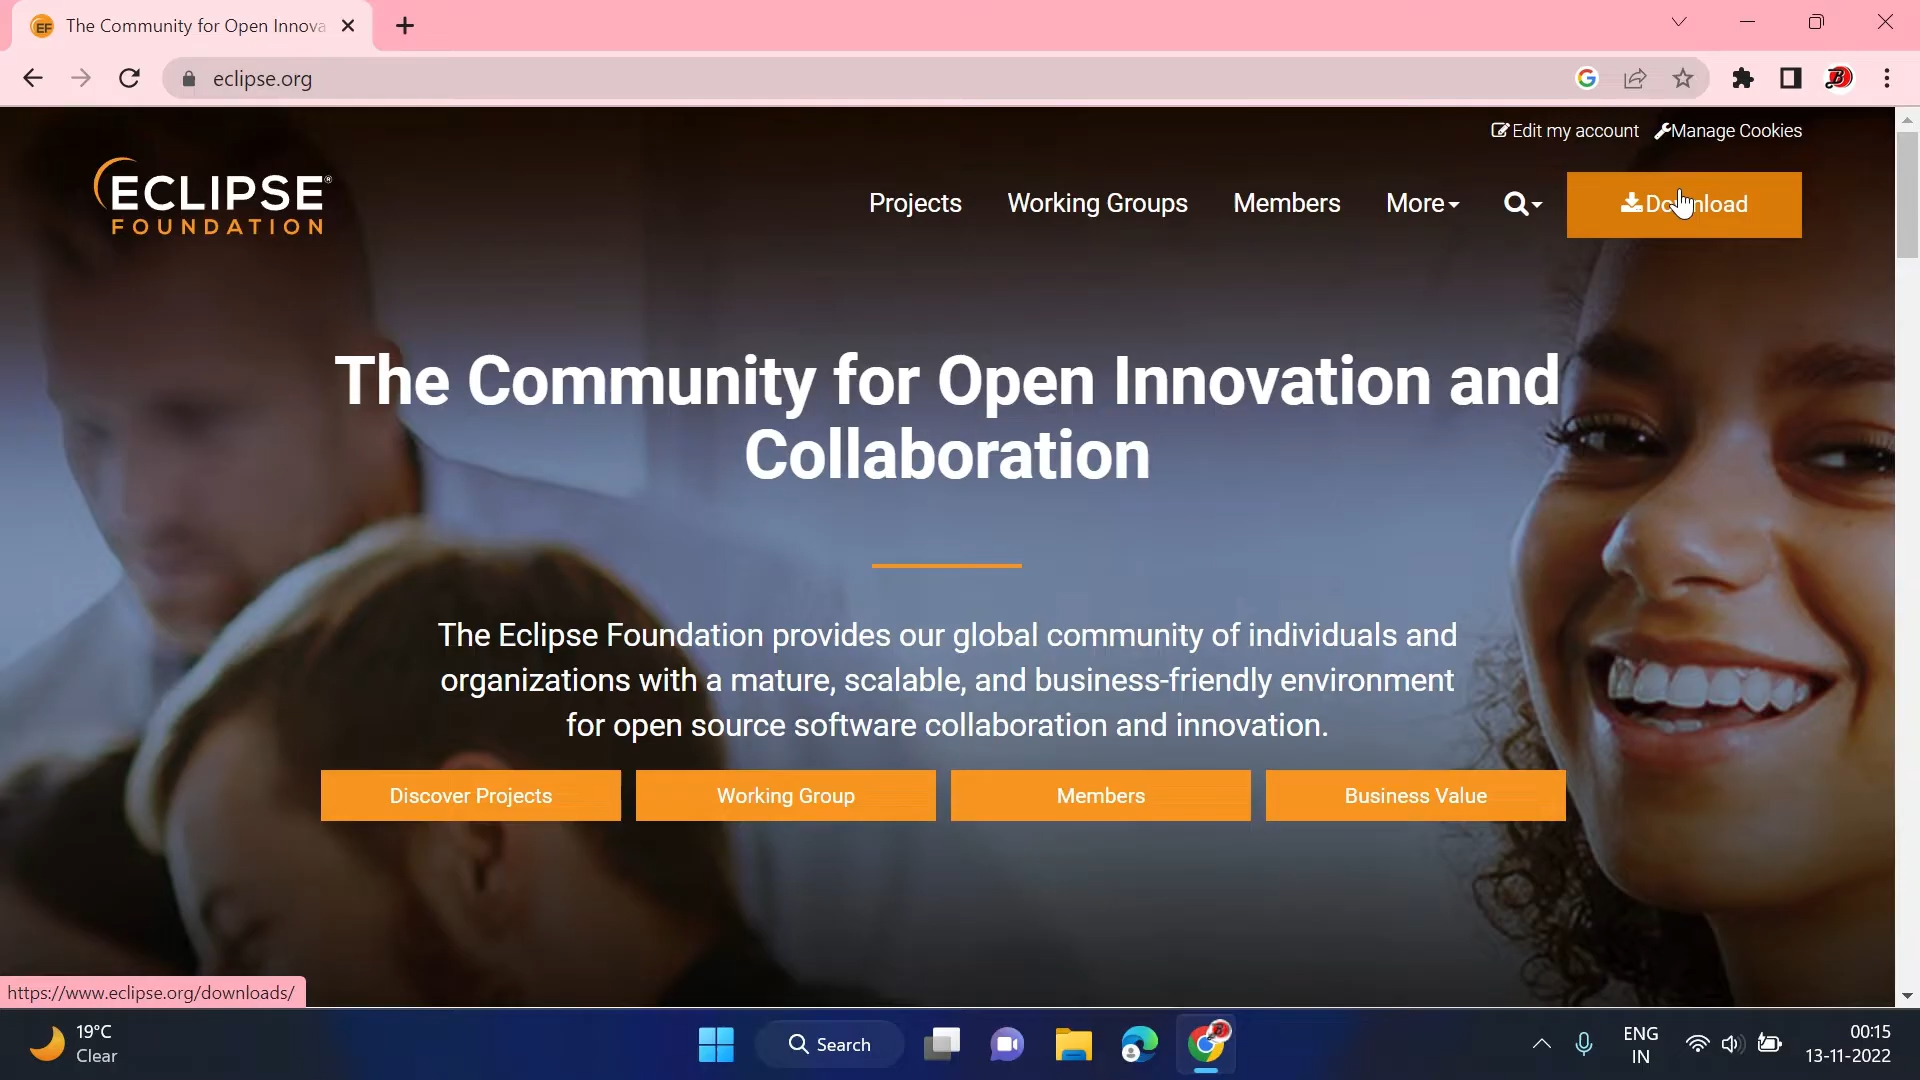 The Community for Open Innova
eclipse.org
Edit my account Manage Cookies
ECLIPSE®
FOUNDATION
Projects Working Groups Members More Download
The Community for Open Innovation and
Collaboration
The Eclipse Foundation provides our global community of individuals and
organizations with a mature, scalable, and business-friendly environment
for open source software collaboration and innovation.
Discover Projects Working Group Members Business Value
https://www.eclipse.org/downloads/
19°C
Clear
Search
ENG
IN
00:15
13-11-2022